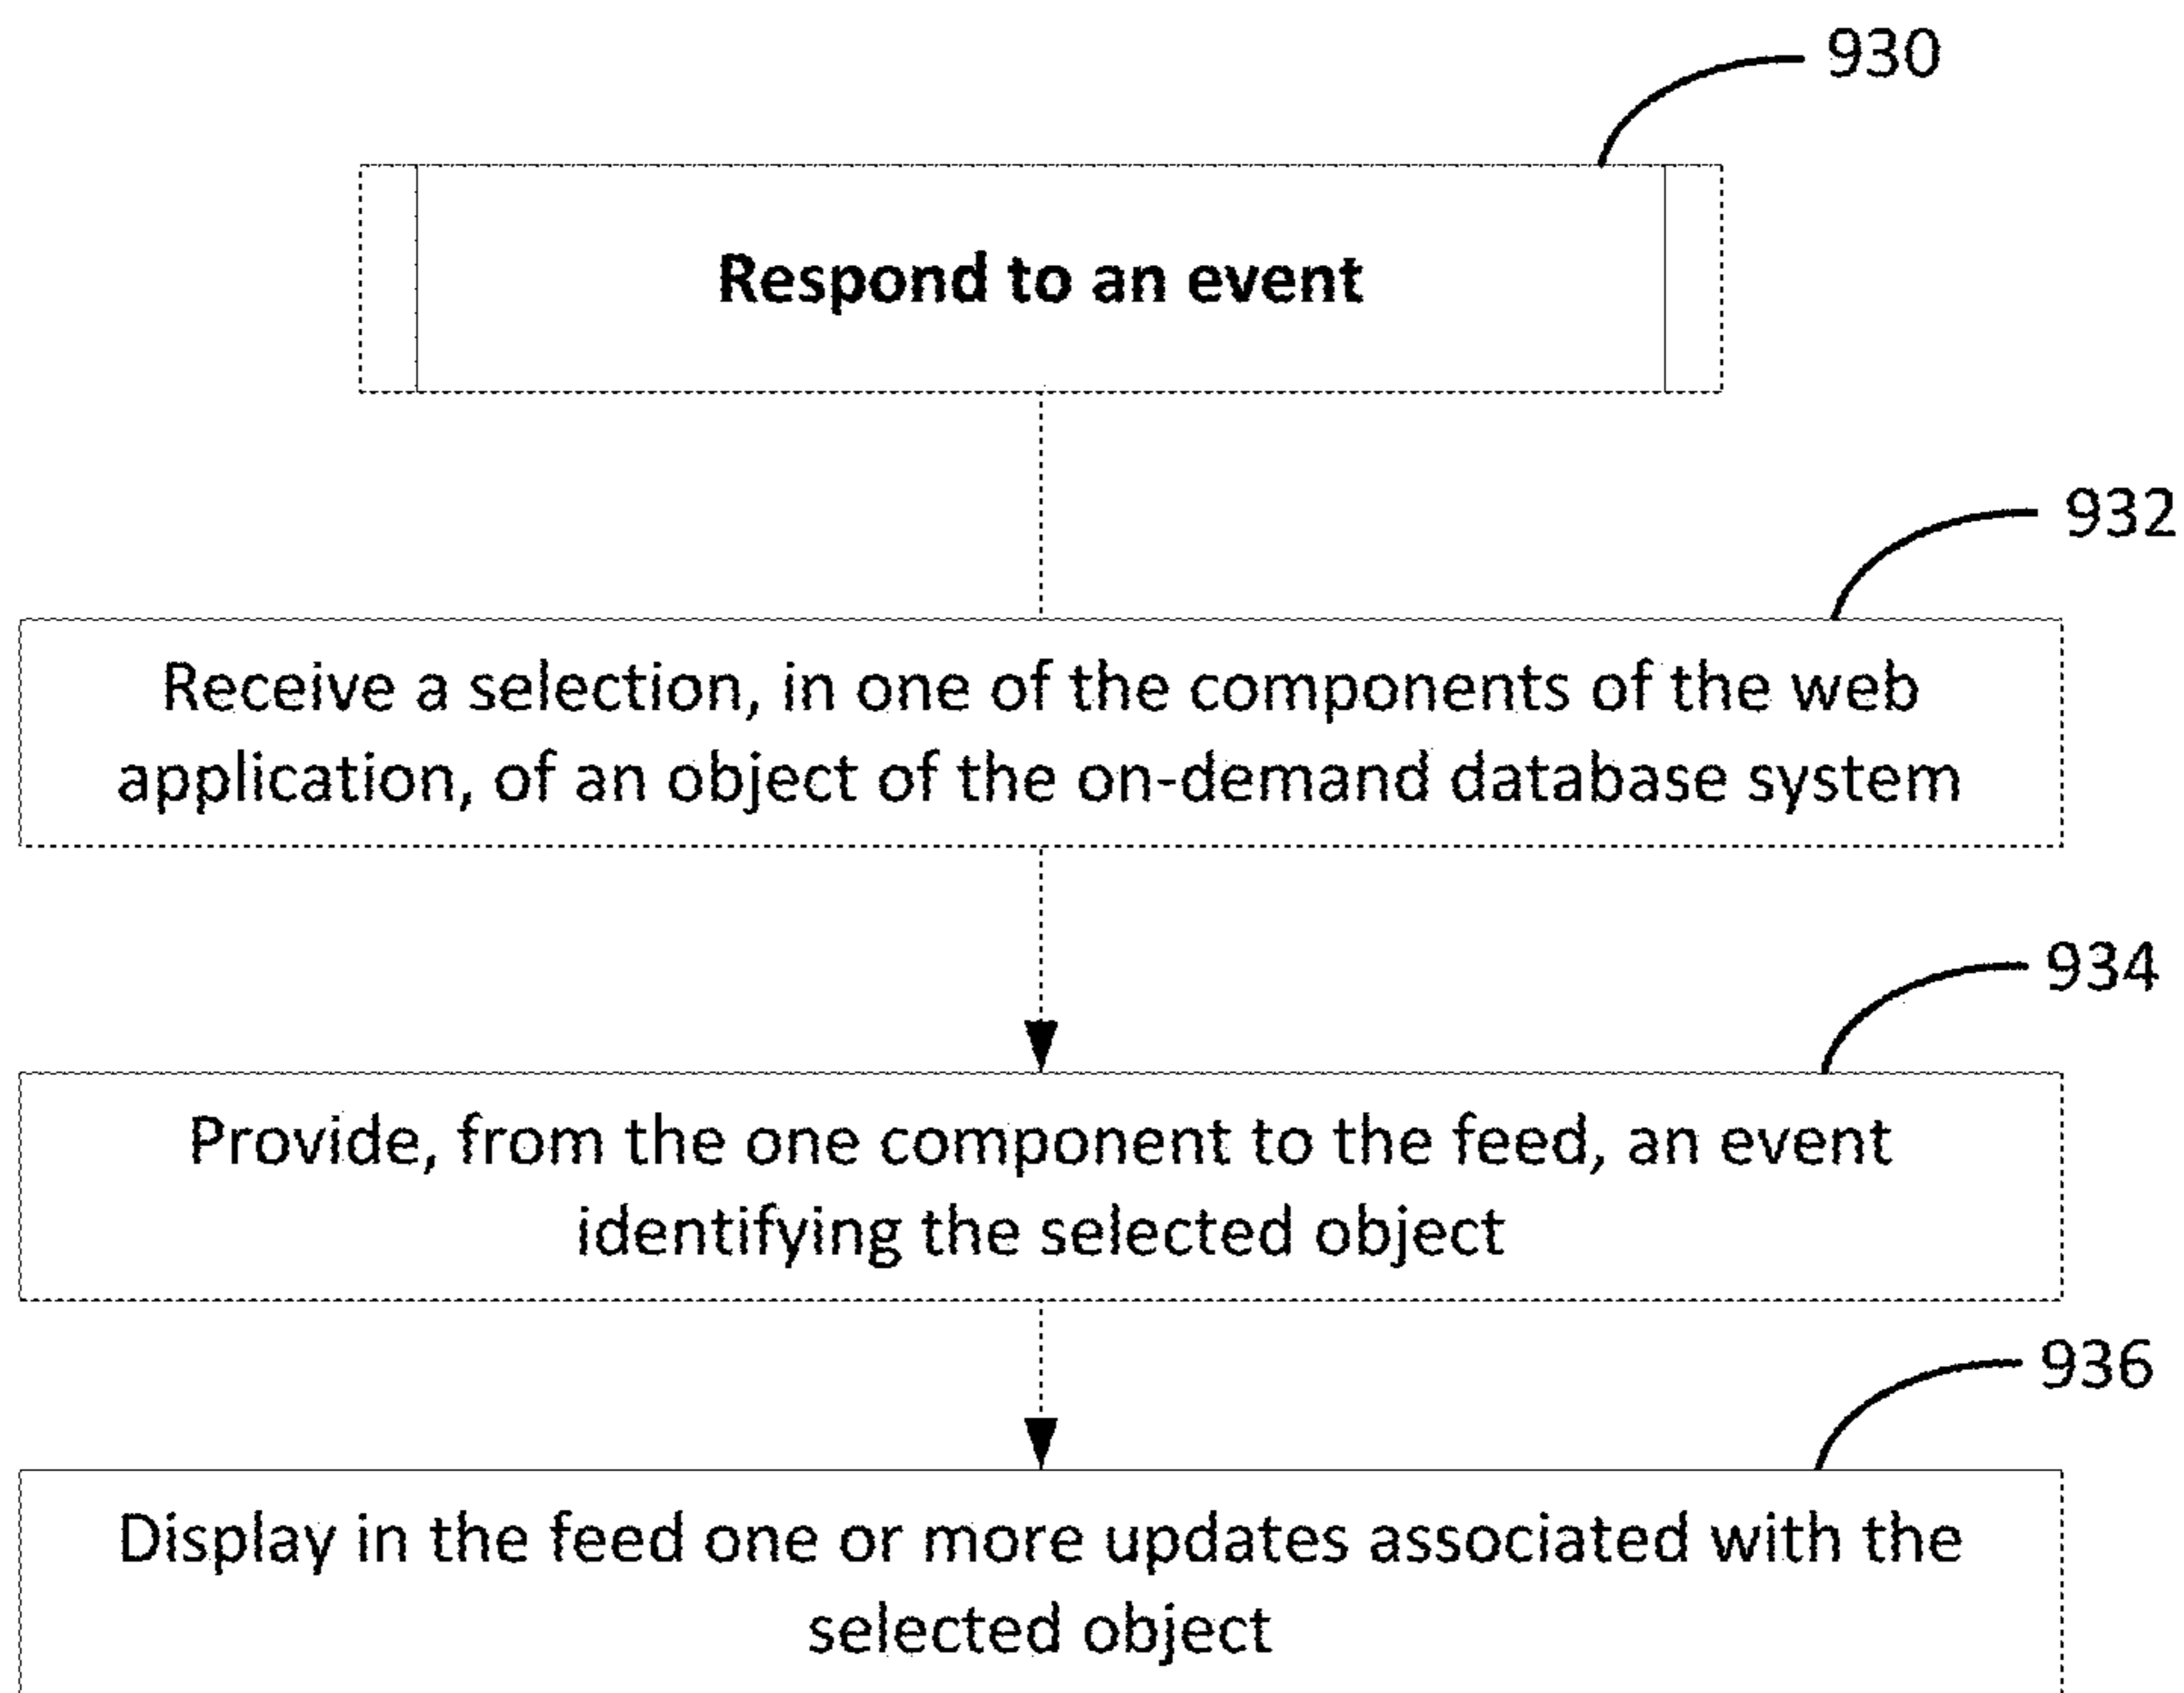 930
Respond to an event
932
Receive a selection, in one of the components of the web
application, of an object of the on-demand database system
934
Provide, from the one component to the feed, an event
identifying the selected object
936
Display in the feed one or more updates associated with the
selected object